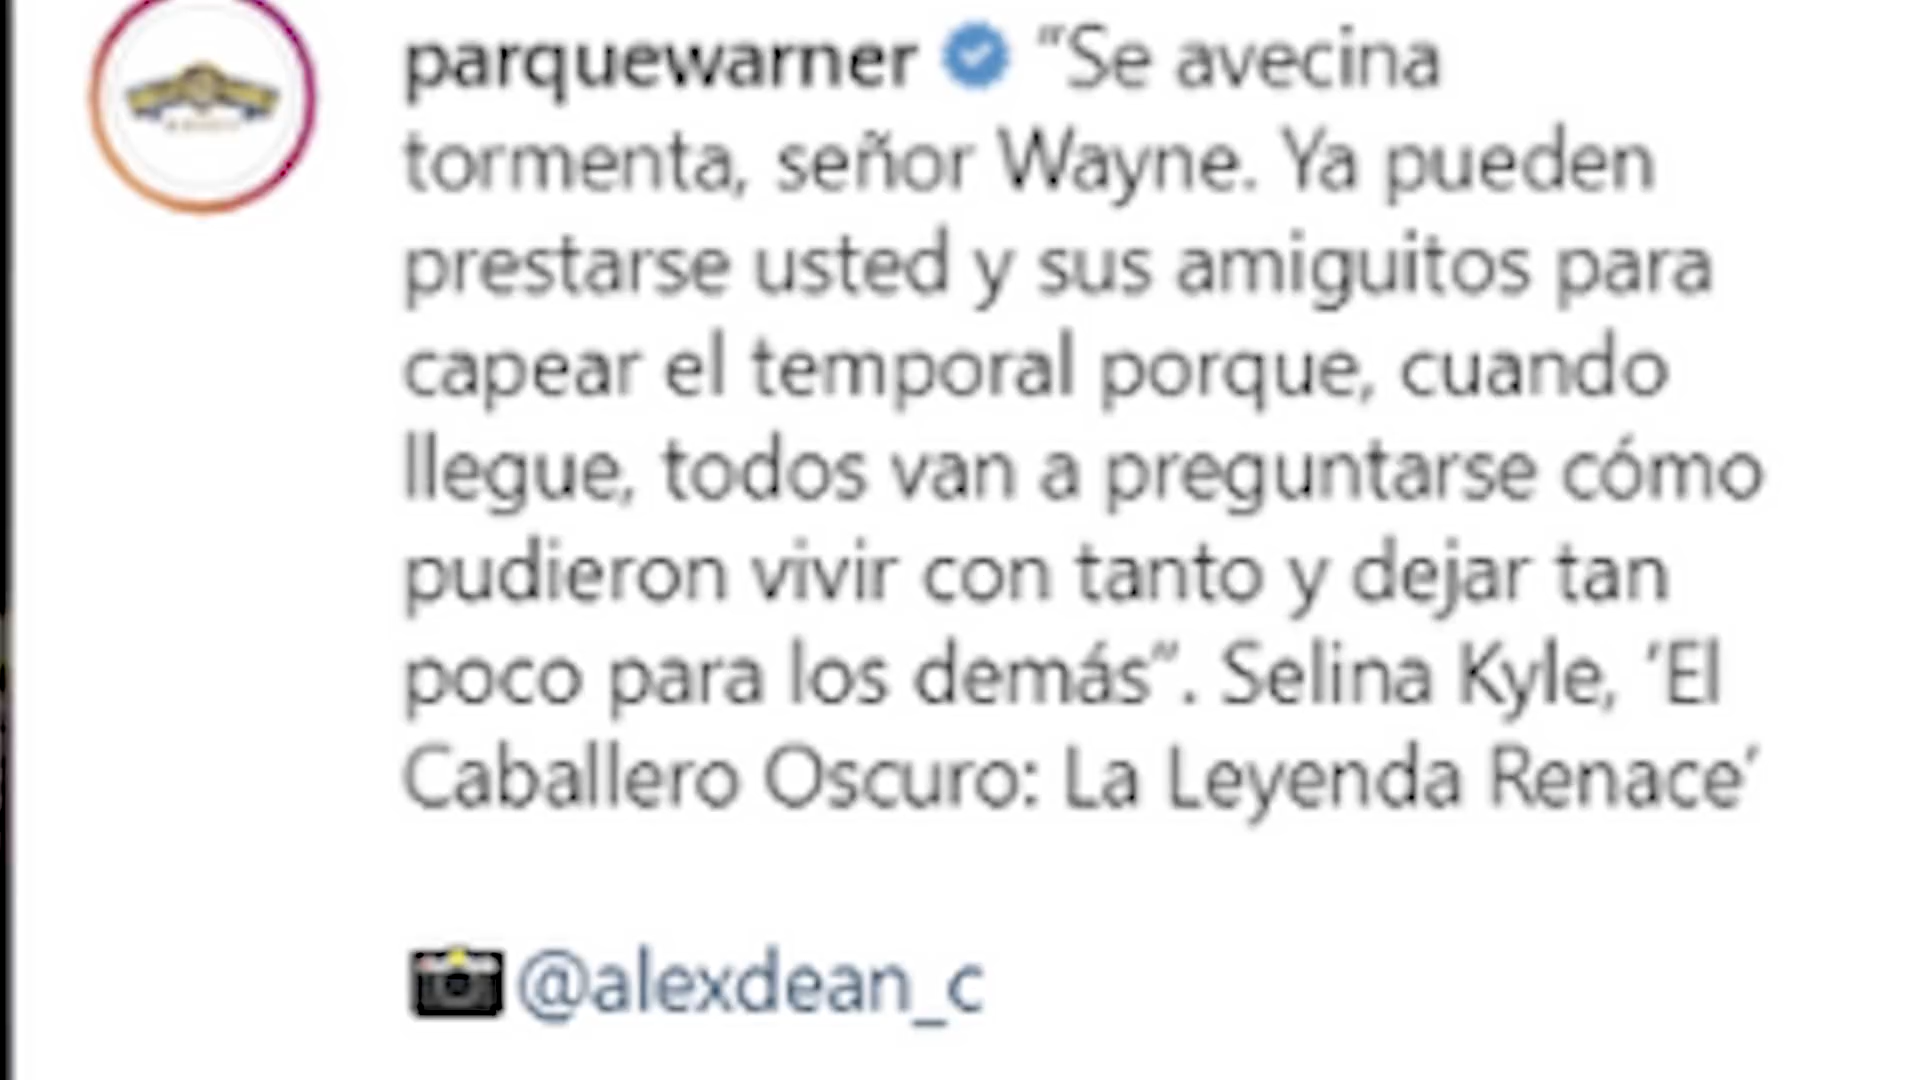 parquewarner “Se avecina
tormenta, señor Wayne. Ya pueden
prestarse usted y sus amiguitos para
capear el temporal porque, cuando
llegue, todos van a preguntarse cómo
pudieron vivir con tanto y dejar tan
poco para los demás”. Selina Kyle, ‘El
Caballero Oscuro: La Leyenda Renace’
@alexdean_c